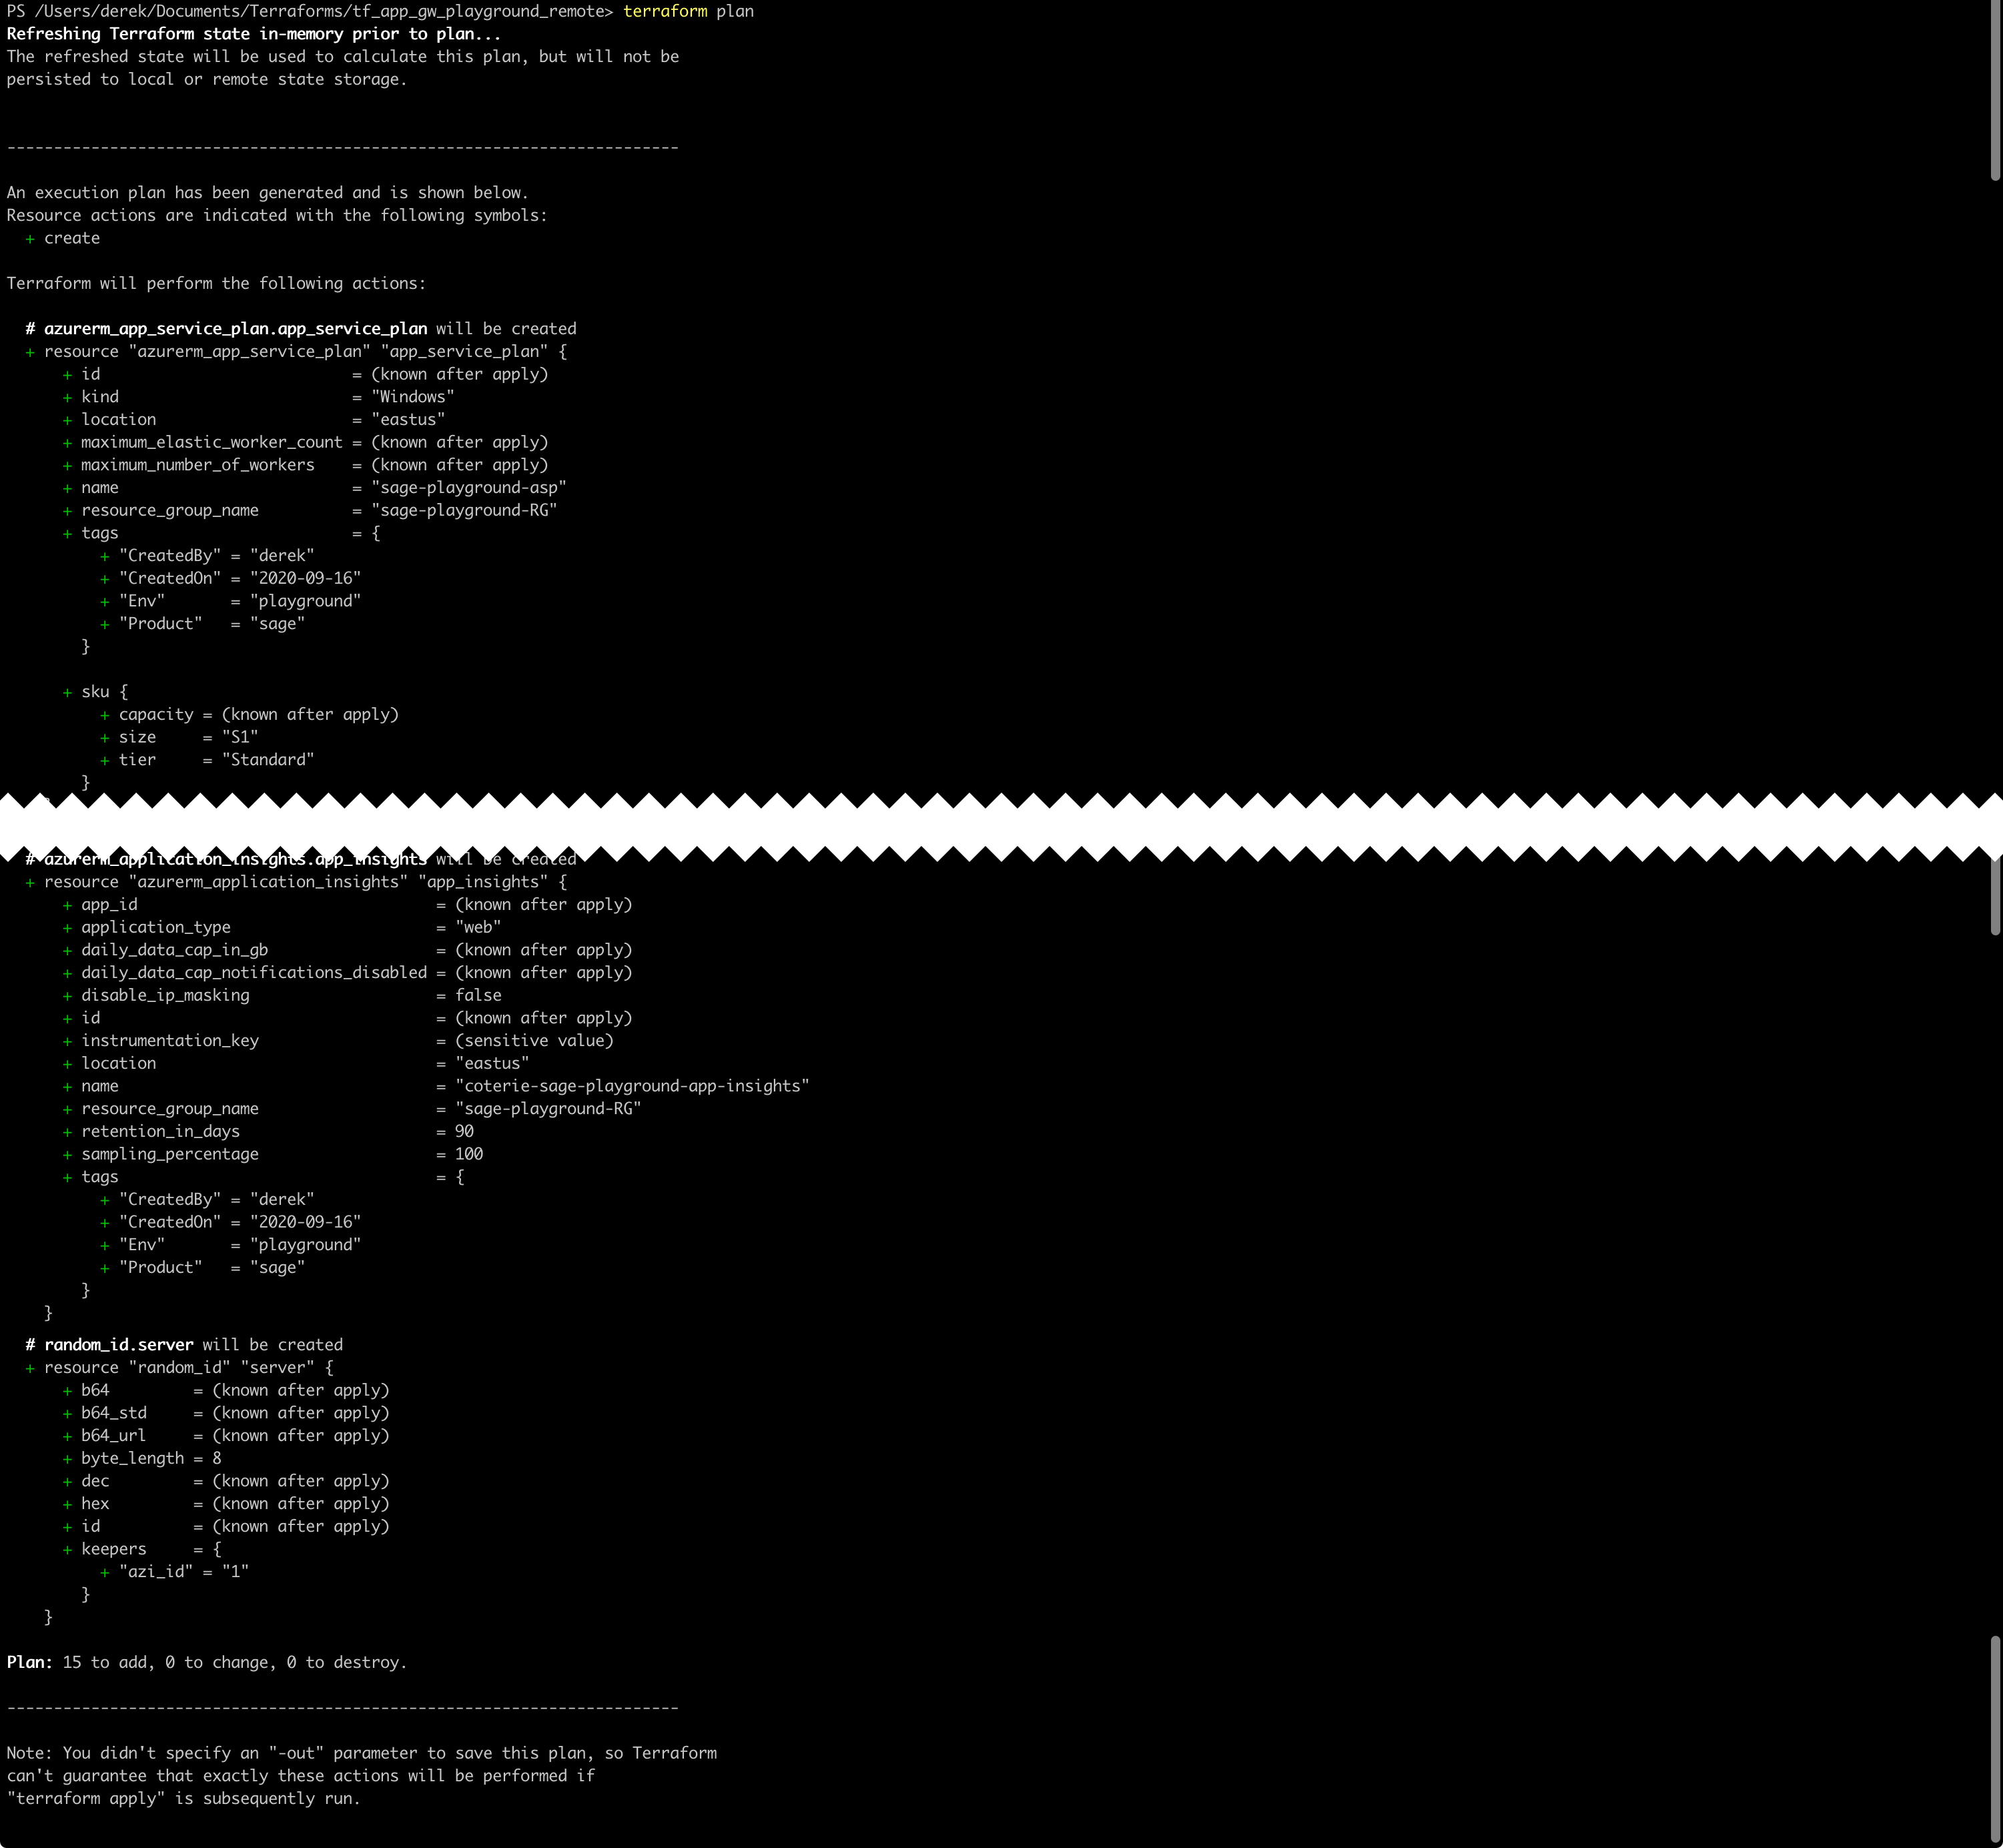 PS /Users/derek/Documents/Terraforms/tf_app_gw_playground_remote> terraform plan
Refreshing Terraform state in-memory prior to plan...
The refreshed state will be used to calculate this plan, but will not be
persisted to local or remote state storage.


------------------------------------------------------------------------

An execution plan has been generated and is shown below.
Resource actions are indicated with the following symbols:
  + create

Terraform will perform the following actions:

  # azurerm_app_service_plan.app_service_plan will be created
  + resource "azurerm_app_service_plan" "app_service_plan" {
      + id                           = (known after apply)
      + kind                         = "Windows"
      + location                     = "eastus"
      + maximum_elastic_worker_count = (known after apply)
      + maximum_number_of_workers    = (known after apply)
      + name                         = "sage-playground-asp"
      + resource_group_name          = "sage-playground-RG"
      + tags                         = {
          + "CreatedBy" = "derek"
          + "CreatedOn" = "2020-09-16"
          + "Env"       = "playground"
          + "Product"   = "sage"
        }

      + sku {
          + capacity = (known after apply)
          + size     = "S1"
          + tier     = "Standard"
        }
  # azurerm_application_insights.app_insights will be created
  + resource "azurerm_application_insights" "app_insights" {
      + app_id                                = (known after apply)
      + application_type                      = "web"
      + daily_data_cap_in_gb                  = (known after apply)
      + daily_data_cap_notifications_disabled = (known after apply)
      + disable_ip_masking                    = false
      + id                                    = (known after apply)
      + instrumentation_key                   = (sensitive value)
      + location                              = "eastus"
      + name                                  = "coterie-sage-playground-app-insights"
      + resource_group_name                   = "sage-playground-RG"
      + retention_in_days                     = 90
      + sampling_percentage                   = 100
      + tags                                  = {
          + "CreatedBy" = "derek"
          + "CreatedOn" = "2020-09-16"
          + "Env"       = "playground"
          + "Product"   = "sage"
        }
    }
  # random_id.server will be created
  + resource "random_id" "server" {
      + b64         = (known after apply)
      + b64_std     = (known after apply)
      + b64_url     = (known after apply)
      + byte_length = 8
      + dec         = (known after apply)
      + hex         = (known after apply)
      + id          = (known after apply)
      + keepers     = {
          + "azi_id" = "1"
        }
    }

Plan: 15 to add, 0 to change, 0 to destroy.

------------------------------------------------------------------------

Note: You didn't specify an "-out" parameter to save this plan, so Terraform
can't guarantee that exactly these actions will be performed if
"terraform apply" is subsequently run.